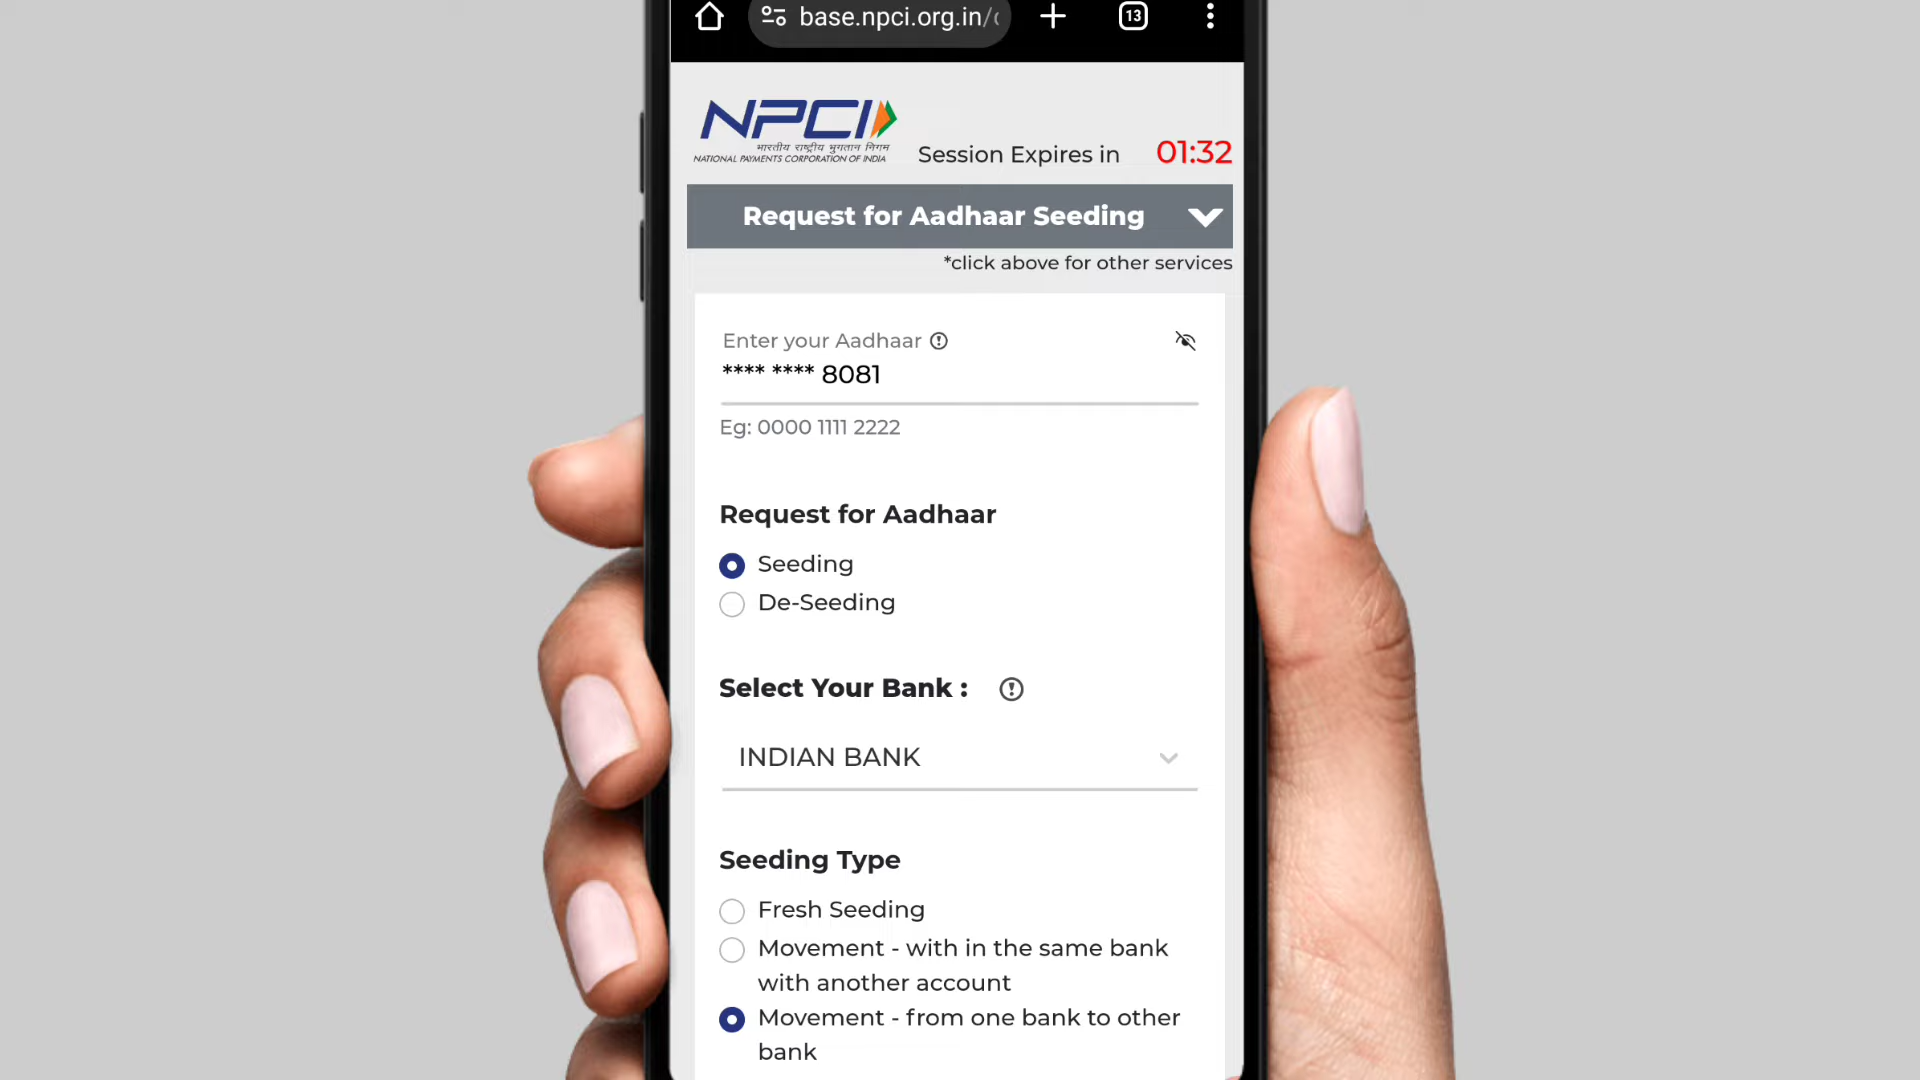 base.npci.org.in/
13
NPCI
भारतीय राष्ट्रीय भुगतान निगम
NATIONAL PAYMENTS CORPORATION OF INDIA
Session Expires in 01:32
Request for Aadhaar Seeding
*click above for other services
Enter your Aadhaar
**** **** 8081
Eg: 0000 1111 2222
Request for Aadhaar
Seeding
De-Seeding
Select Your Bank :
INDIAN BANK
Seeding Type
Fresh Seeding
Movement - with in the same bank
with another account
Movement - from one bank to other
bank